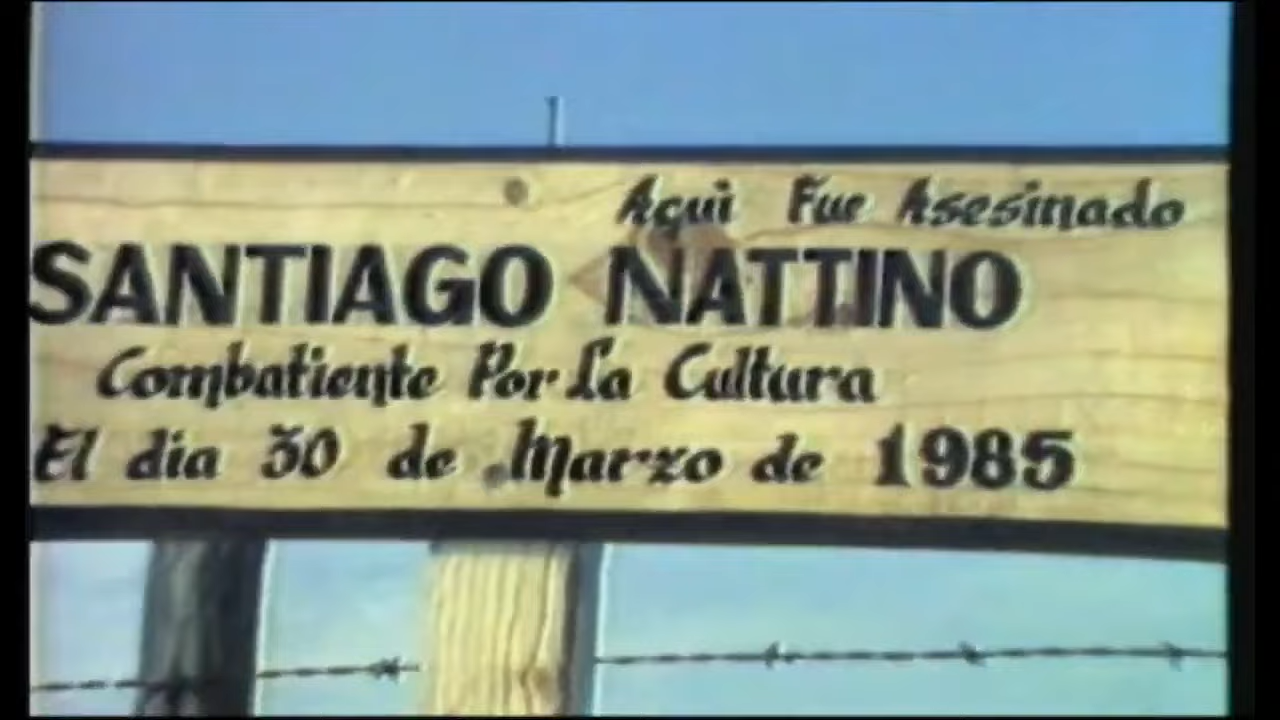 Aqui Fue Asesinado
SANTIAGO NATTINO
Combatiente Por La Cultura
El dia 30 de Marzo de 1985